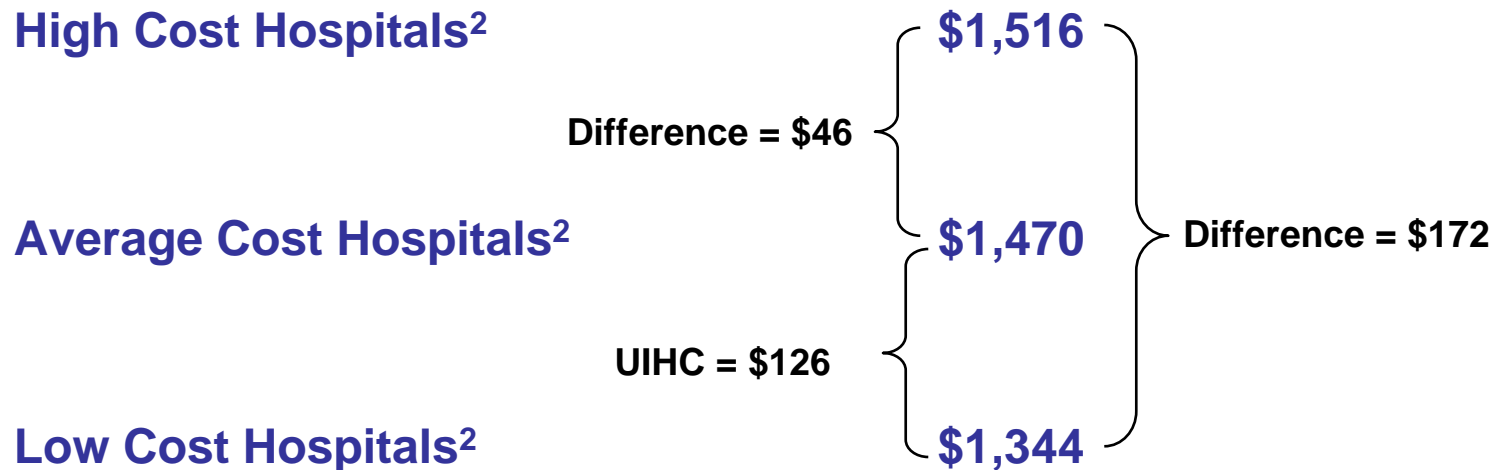 High Cost Hospitals² $1,516
Difference = $46
Average Cost Hospitals² $1,470 Difference = $172
UIHC = $126
Low Cost Hospitals² $1,344